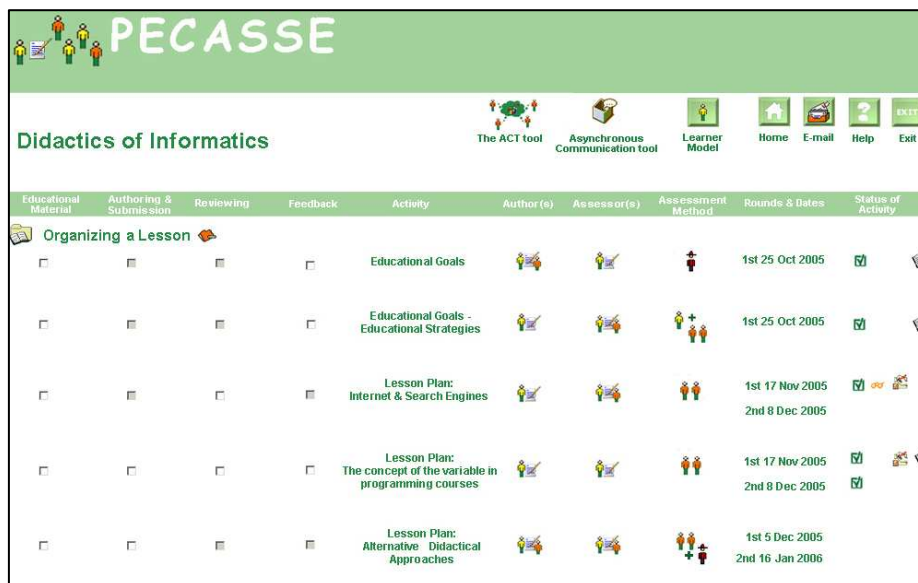 PECASSE
Didactics of Informatics
The ACT tool
Asynchronous
Communication tool
Learner
Model
Home
E-mail
Help
EXIT
Exit
Educational
Material
Authoring &
Submission
Reviewing
Feedback
Activity
Author(s)
Assessor(s)
Assessment
Method
Rounds & Dates
Status of
Activity
Organizing a Lesson
Educational Goals
1st 25 Oct 2005
Educational Goals -
Educational Strategies
1st 25 Oct 2005
Lesson Plan:
Internet & Search Engines
1st 17 Nov 2005
2nd 8 Dec 2005
Lesson Plan:
The concept of the variable in
programming courses
1st 17 Nov 2005
2nd 8 Dec 2005
Lesson Plan:
Alternative Didactical
Approaches
1st 5 Dec 2005
2nd 16 Jan 2006